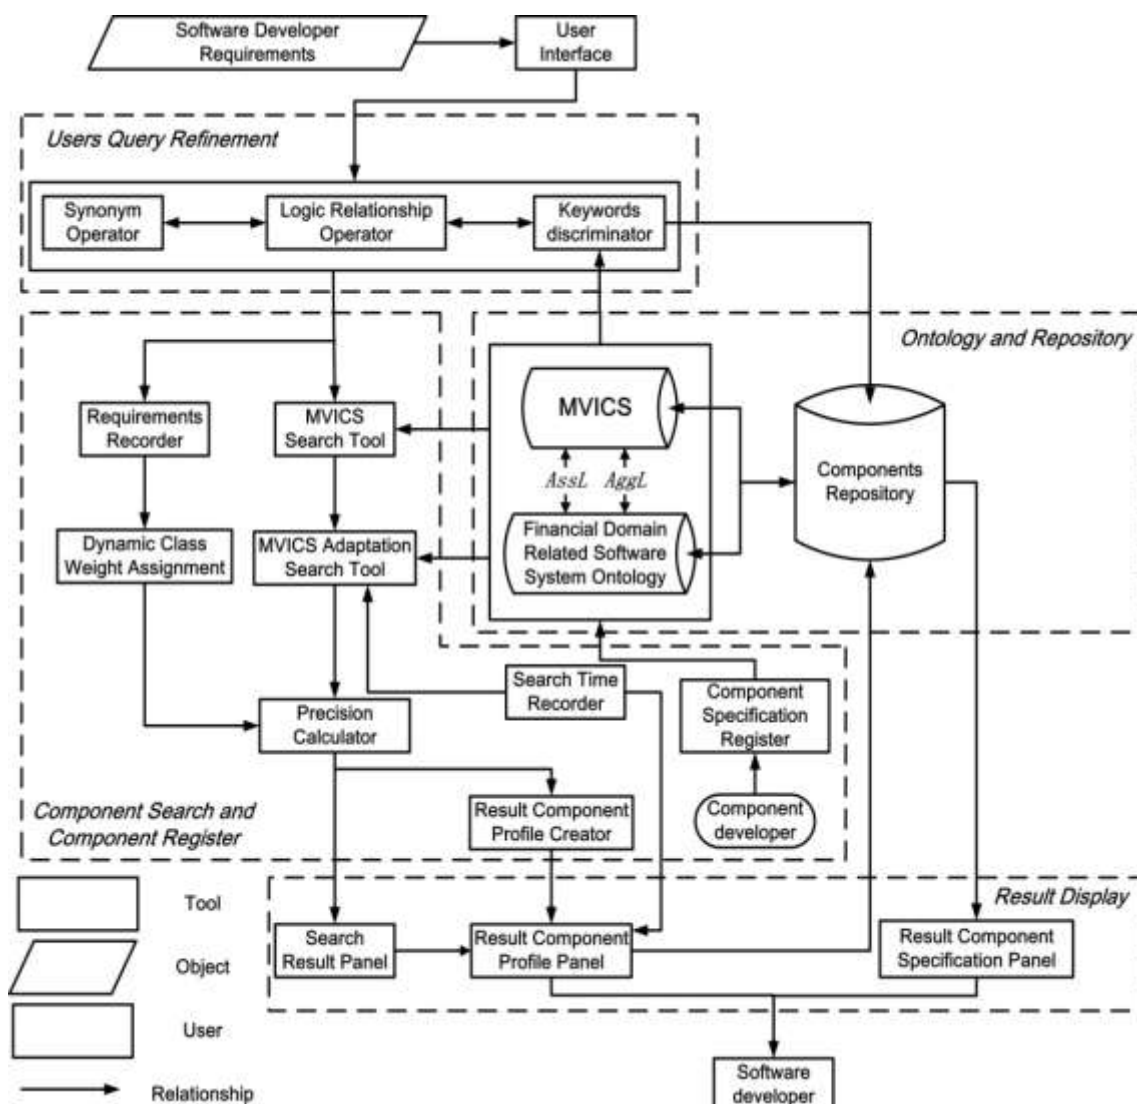 Software Developer
Requirements
User
Interface
Users Query Refinement
Synonym
Operator
Logic Relationship
Operator
Keywords
discriminator
Ontology and Repository
Requirements
Recorder
MVICS
Search Tool
MVICS
AssL AggL
Components
Repository
Dynamic Class
Weight Assignment
MVICS Adaptation
Search Tool
Financial Domain
Related Software
System Ontology
Search Time
Recorder
Component
Specification
Register
Precision
Calculator
Component Search and
Component Register
Result Component
Profile Creator
Component
developer
Result Display
Tool
Object
User
Relationship
Search
Result Panel
Result Component
Profile Panel
Result Component
Specification Panel
Software
developer